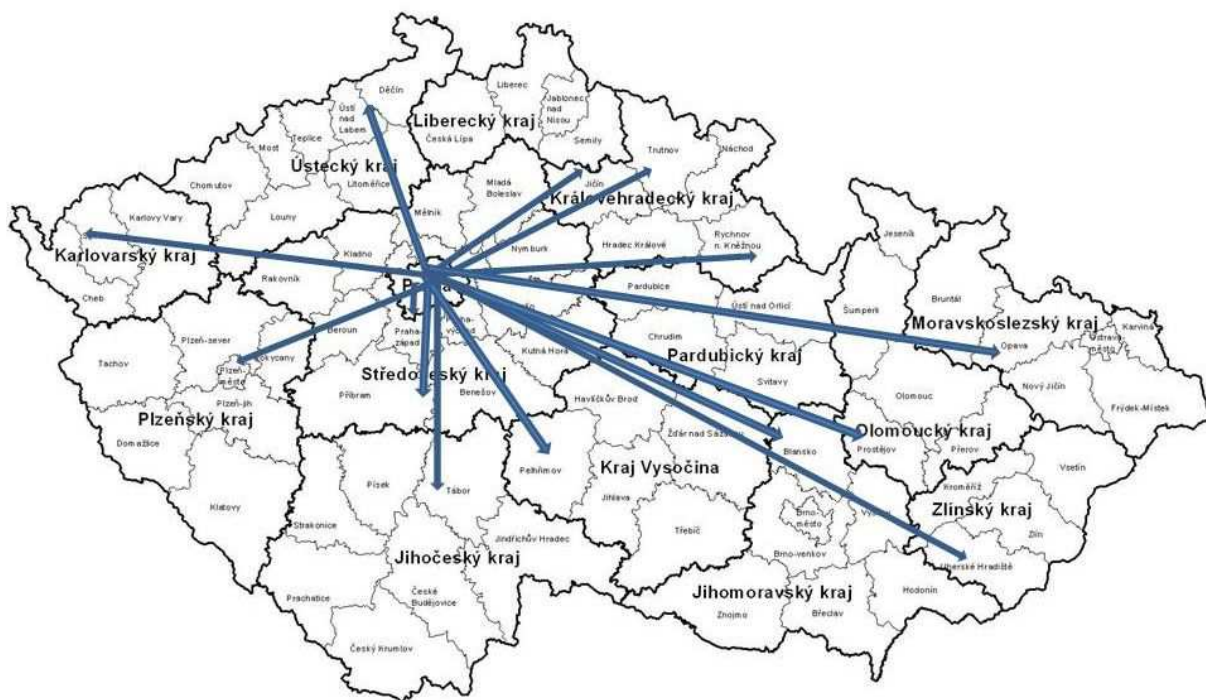 Děčín
Liberec
Ústí
nad
Labem
Jablonec
nad
Nisou
Liberecký kraj
Teplice
Česká Lípa
Semily
Trutnov
Náchod
Most
Ústecký kraj
Chomutov
Litoměřice
Mladá
Boleslav
Jičín
Královehradecký kraj
Karlovy Vary
Louny
Mělník
Nymburk
Hradec Králové
Rychnov
n. Kněžnou
Jeseník
Karlovarský kraj
Kladno
Rakovník
Cheb
Pardubice
Ústí nad Orlicí
Šumperk
Bruntál
Moravskoslezský kraj
Karviná
Ostrava-
město
Opava
Beroun
Praha-
západ
Kutná Hora
Chrudim
Pardubický kraj
Plzeň-sever
Tachov
Plzeň-
město
Svitavy
Nový Jičín
Příbram
Benešov
Havlíčkův Brod
Olomouc
Frýdek-Místek
Plzeň-jih
Plzeňský kraj
Domažlice
Olomoucký kraj
Prostějov
Přerov
Blansko
Vsetín
Pelhřimov
Kraj Vysočina
Písek
Tábor
Jihlava
Kroměříž
Zlínský kraj
Klatovy
Strakonice
Třebíč
Brno-
město
Zlín
Jindřichův Hradec
Jihočeský kraj
Brno-venkov
Uherské Hradiště
Prachatice
České
Budějovice
Jihomoravský kraj
Hodonín
Znojmo
Břeclav
Český Krumlov